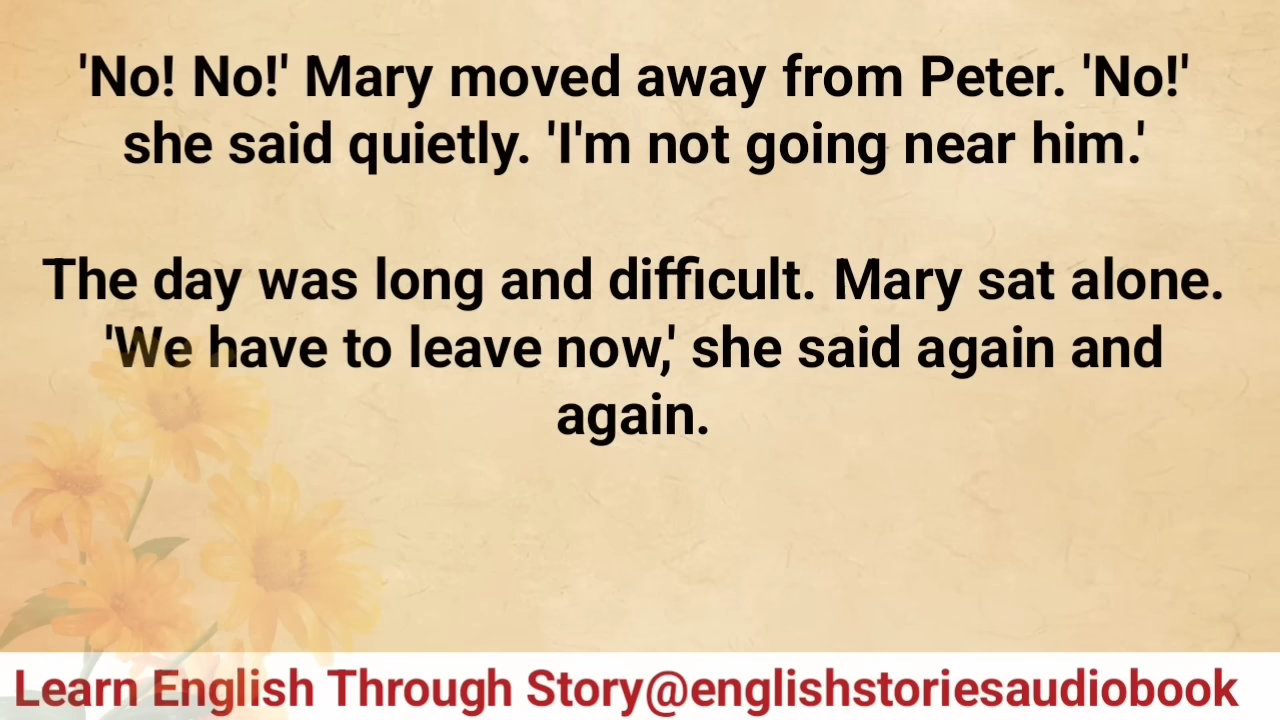 'No! No!' Mary moved away from Peter. 'No!'
she said quietly. 'I'm not going near him.'
The day was long and difficult. Mary sat alone.
'We have to leave now,' she said again and
again.
Learn English Through Story@englishstoriesaudiobook